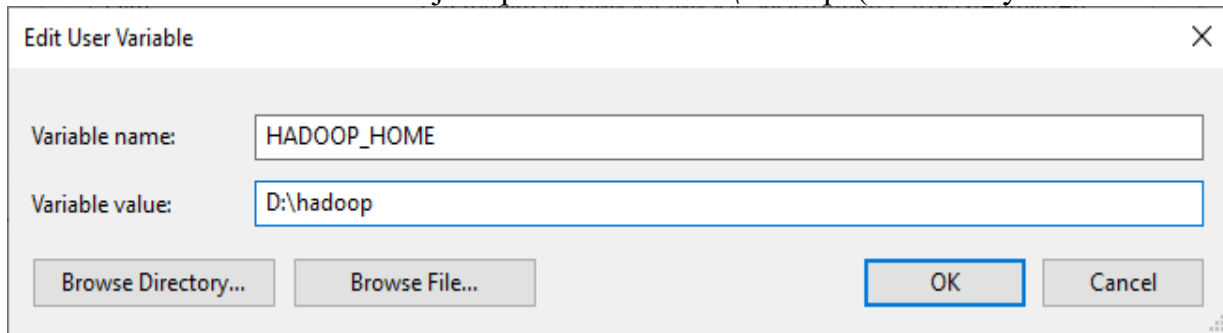 Edit User Variable
Variable name: HADOOP_HOME
Variable value: D:\hadoop
Browse Directory... Browse File... OK Cancel